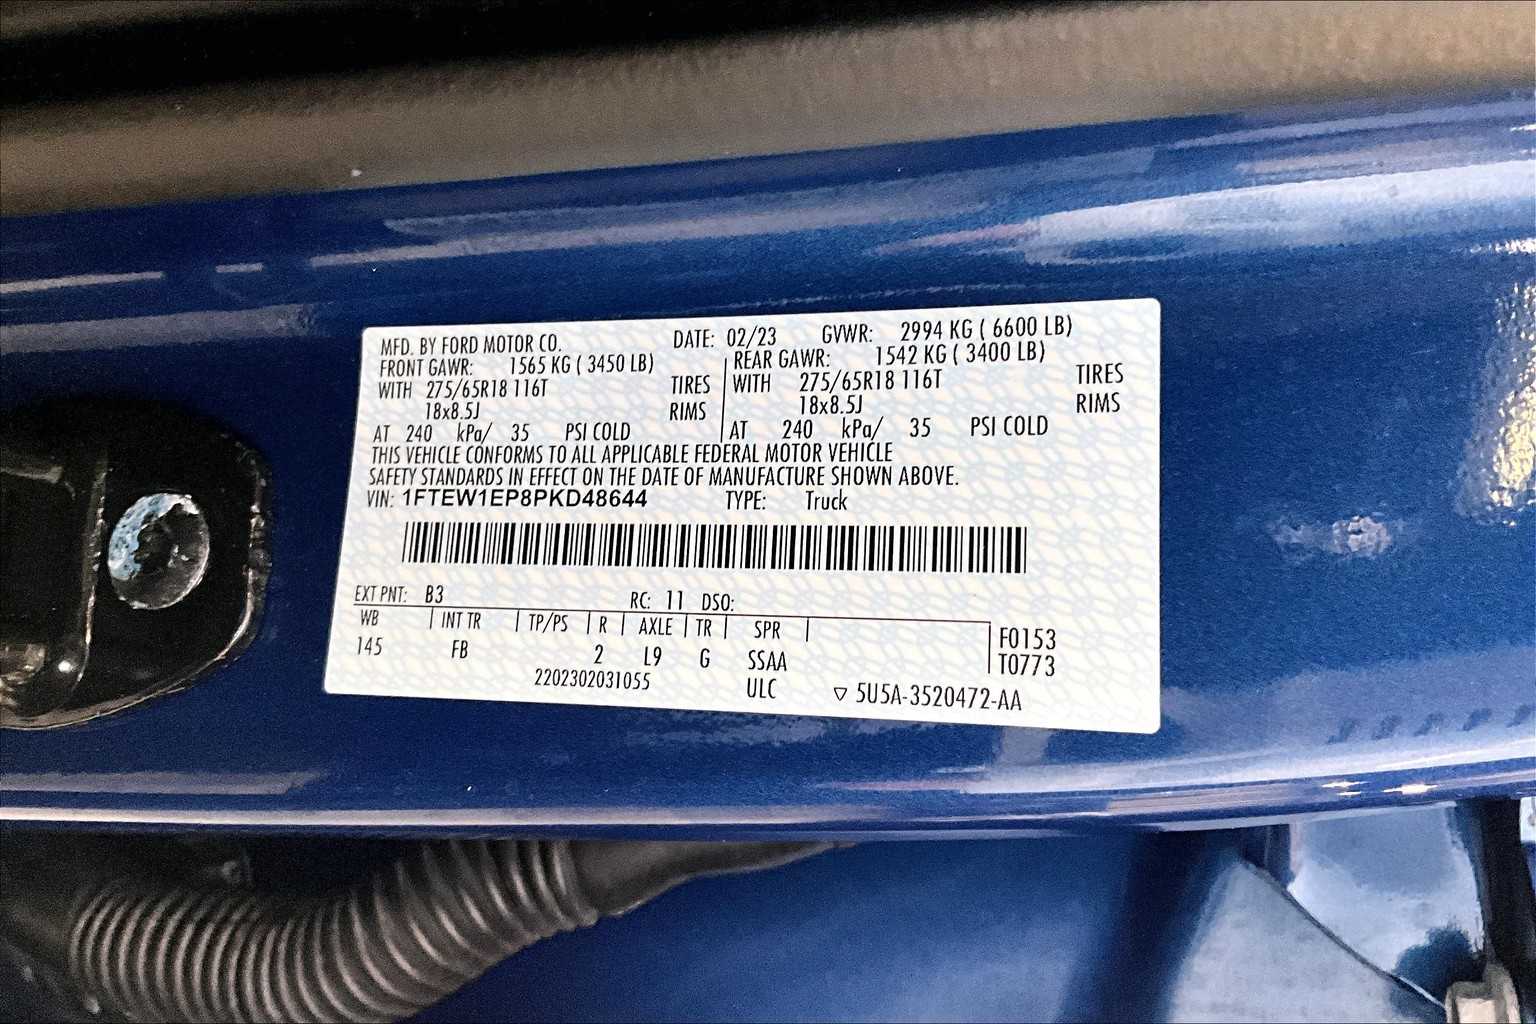 MFD. BY FORD MOTOR CO. DATE: 02/23 GVWR: 2994 KG ( 6600 LB)
FRONT GAWR: 1565 KG ( 3450 LB) REAR GAWR: 1542 KG ( 3400 LB)
WITH 275/65R18 116T TIRES WITH 275/65R18 116T TIRES
18x8.5J RIMS 18x8.5J RIMS
AT 240 kPa/ 35 PSI COLD AT 240 kPa/ 35 PSI COLD
THIS VEHICLE CONFORMS TO ALL APPLICABLE FEDERAL MOTOR VEHICLE
SAFETY STANDARDS IN EFFECT ON THE DATE OF MANUFACTURE SHOWN ABOVE.
VIN: 1FTEW1EP8PKD48644 TYPE: Truck
EXT PNT: B3 RC: 11 DSO:
WB INT TR TP/PS R AXLE TR SPR F0153
145 FB 2 L9 G SSAA T0773
2202302031055 ULC ▽ 5U5A-3520472-AA